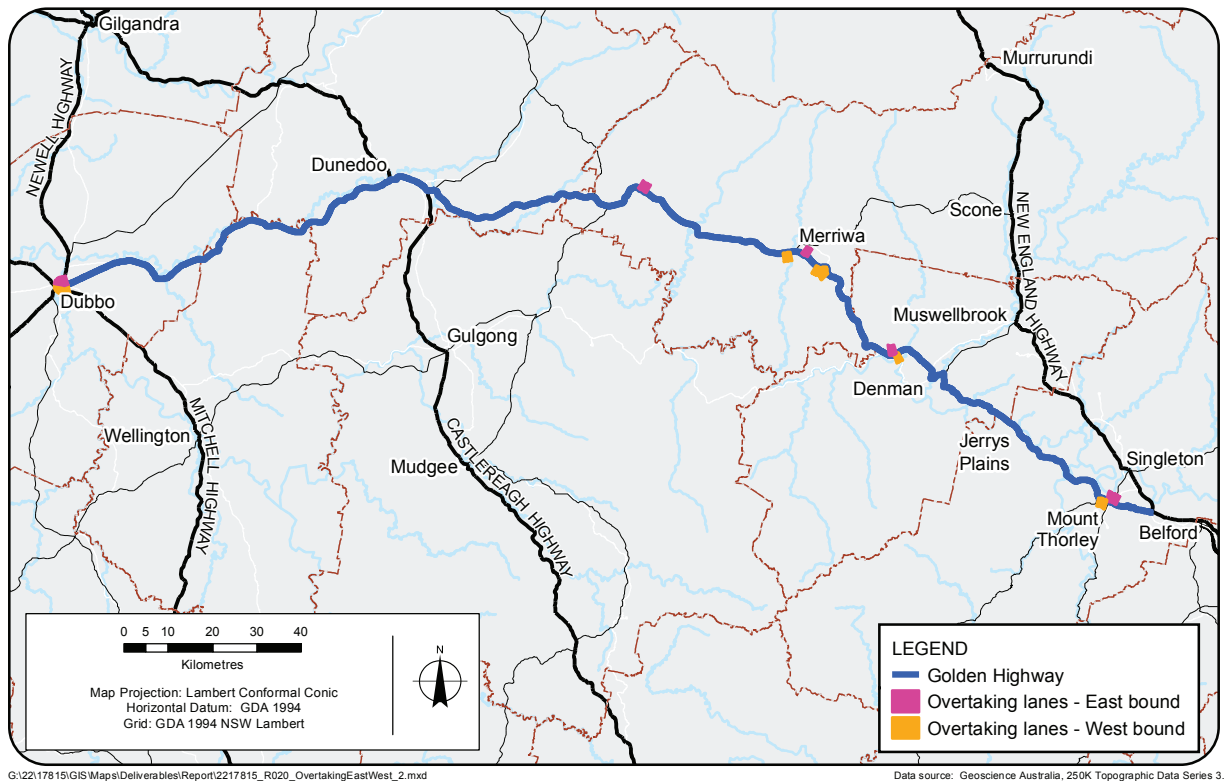 Gilgandra
Murrurundi
NEWELL HIGHWAY
Dunedoo
Scone
NEW ENGLAND HIGHWAY
Merriwa
Dubbo
Muswellbrook
Gulgong
Denman
MITCHELL HIGHWAY
Wellington
CASTLEREAGH HIGHWAY
Jerrys
Plains
Mudgee
Singleton
Mount
Thorley
Belford
0 5 10 20 30 40
Kilometres
N
Map Projection: Lambert Conformal Conic
Horizontal Datum: GDA 1994
Grid: GDA 1994 NSW Lambert
LEGEND
Golden Highway
Overtaking lanes - East bound
Overtaking lanes - West bound
G:\22\17815\GIS\Maps\Deliverables\Report\2217815_R020_OvertakingEastWest_2.mxd
Data source: Geoscience Australia, 250K Topographic Data Series 3.